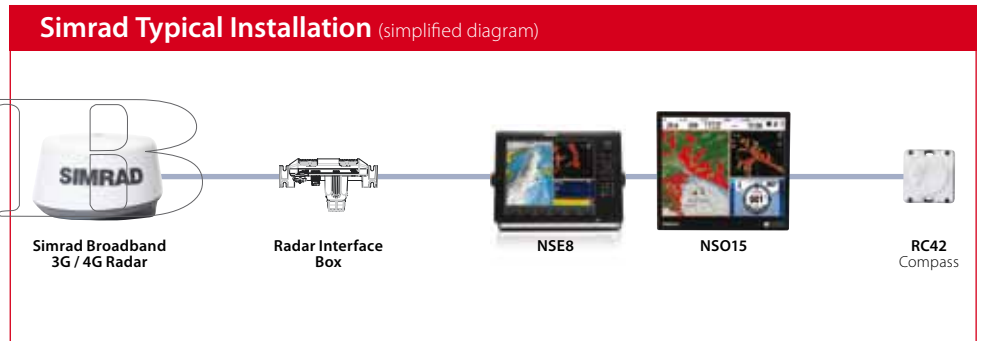 Simrad Typical Installation (simplified diagram)
SIMRAD
Simrad Broadband
3G / 4G Radar
Radar Interface
Box
NSE8
NSO15
RC42
Compass